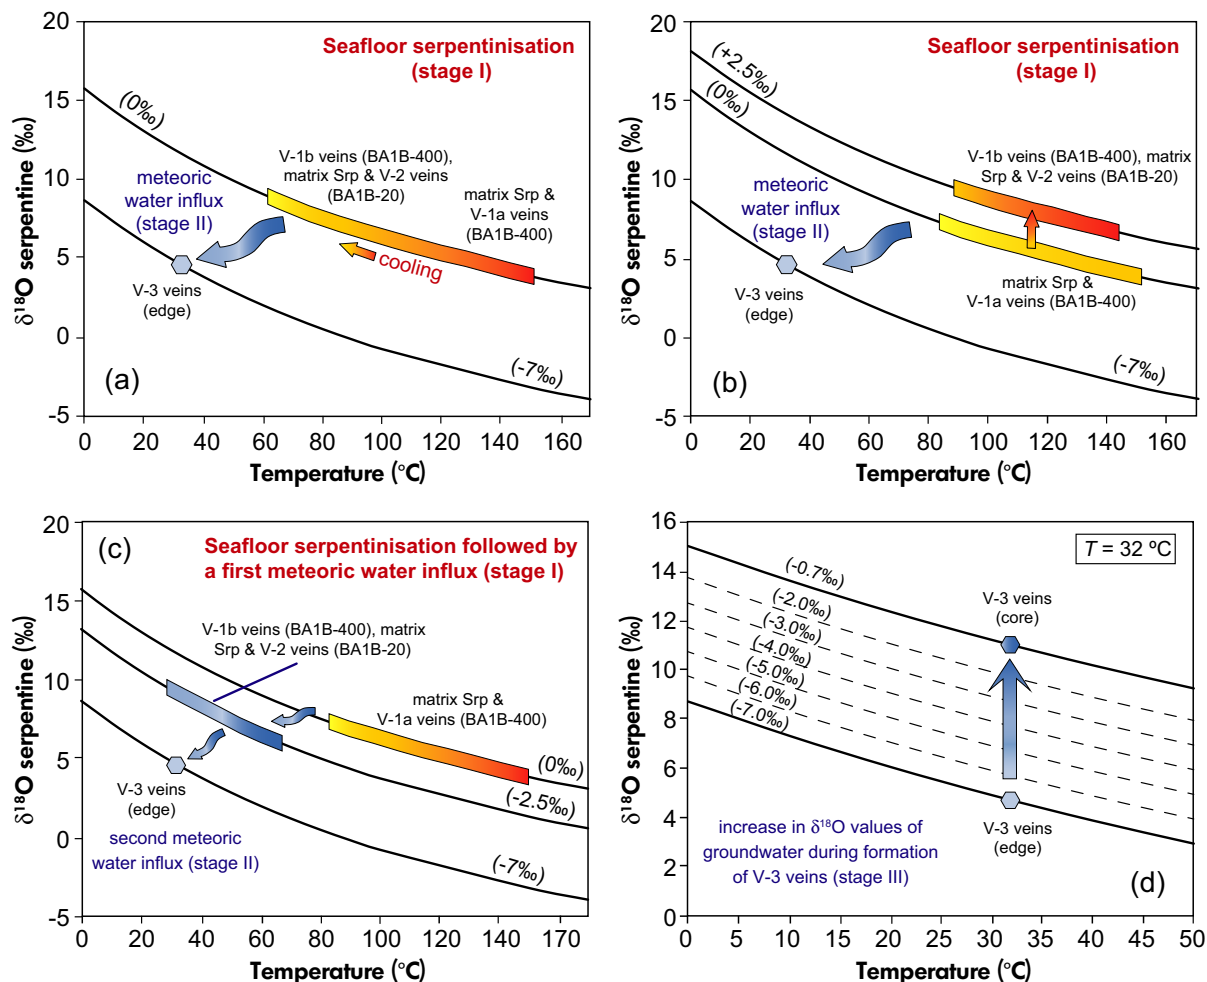 20
15
10
5
0
-5
δ¹⁸O serpentine (‰)
Seafloor serpentinisation
(stage I)
(0‰)
V-1b veins (BA1B-400),
matrix Srp & V-2 veins
(BA1B-20)
matrix Srp &
V-1a veins
(BA1B-400)
meteoric
water influx
(stage II)
cooling
V-3 veins
(edge)
(-7‰)
(a)
0 20 40 60 80 100 120 140 160
Temperature (°C)
20
15
10
5
0
-5
δ¹⁸O serpentine (‰)
Seafloor serpentinisation
(stage I)
(+2.5‰)
(0‰)
V-1b veins (BA1B-400), matrix
Srp & V-2 veins (BA1B-20)
meteoric
water influx
(stage II)
matrix Srp &
V-1a veins (BA1B-400)
V-3 veins
(edge)
(-7‰)
(b)
0 20 40 60 80 100 120 140 160
Temperature (°C)
20
15
10
5
0
-5
δ¹⁸O serpentine (‰)
(c)
Seafloor serpentinisation followed by
a first meteoric water influx (stage I)
V-1b veins (BA1B-400), matrix
Srp & V-2 veins (BA1B-20)
matrix Srp &
V-1a veins (BA1B-400)
(0‰)
(-2.5‰)
V-3 veins
(edge)
second meteoric
water influx (stage II)
(-7‰)
0 20 40 60 80 100 120 140 170
Temperature (°C)
16
14
12
10
8
6
4
2
0
δ¹⁸O serpentine (‰)
T = 32 ºC
(-0.7‰)
(-2.0‰)
(-3.0‰)
(-4.0‰)
(-5.0‰)
(-6.0‰)
(-7.0‰)
V-3 veins
(core)
V-3 veins
(edge)
increase in δ¹⁸O values of
groundwater during formation
of V-3 veins (stage III)
(d)
0 5 10 15 20 25 30 35 40 45 50
Temperature (°C)